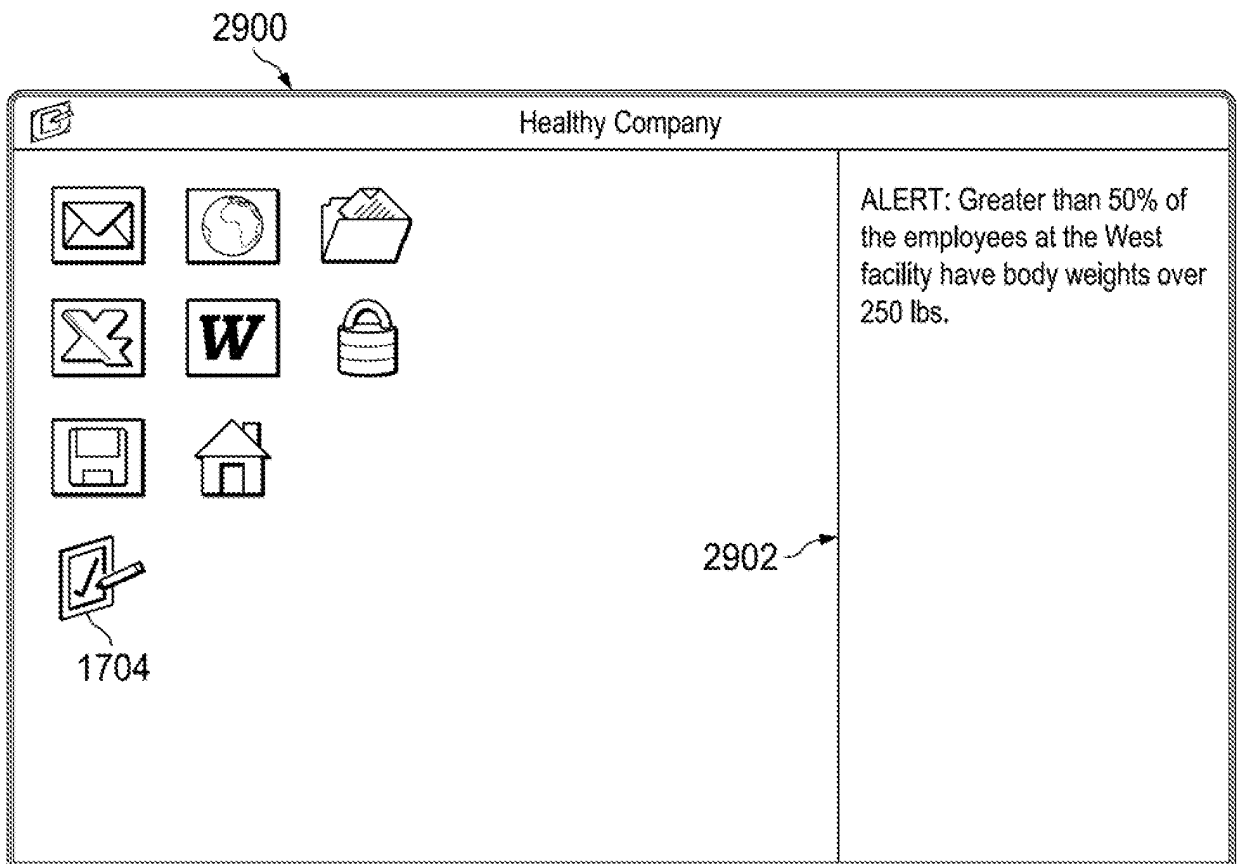 2900
Healthy Company
ALERT: Greater than 50% of
the employees at the West
facility have body weights over
250 lbs.
W
2902
1704